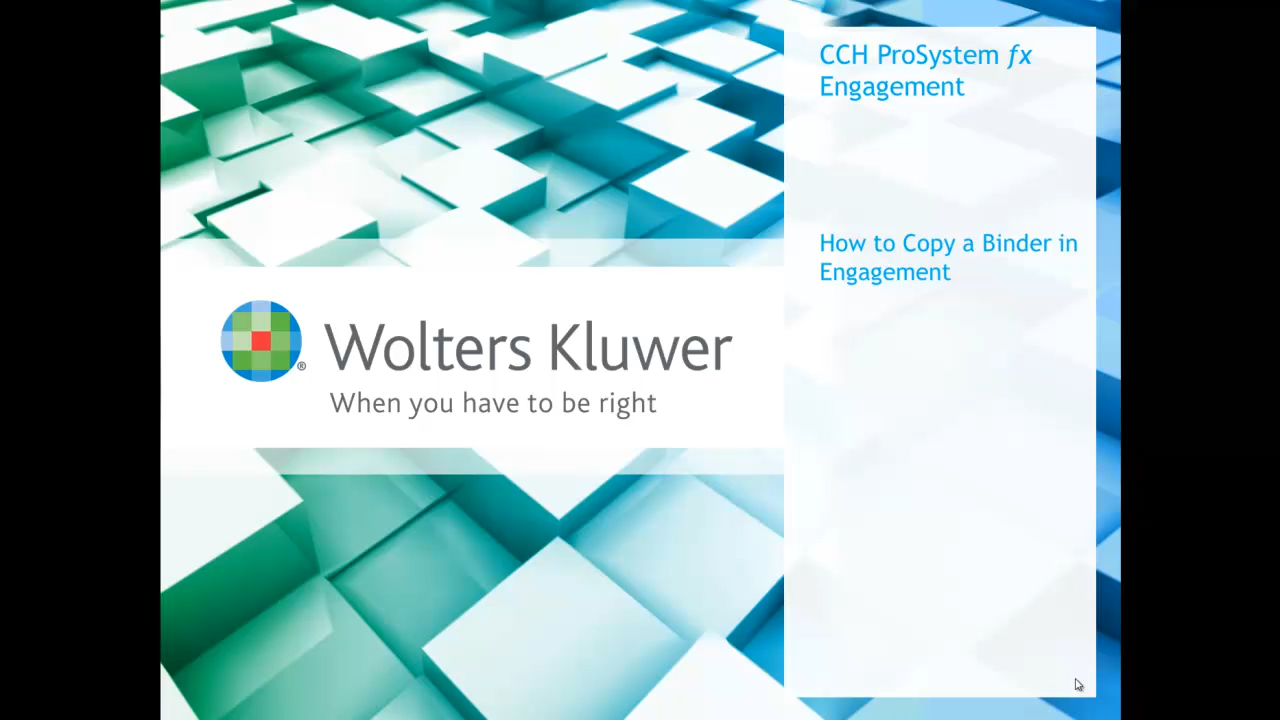 CCH ProSystem fx
Engagement
How to Copy a Binder in
Engagement
Wolters Kluwer
®
When you have to be right